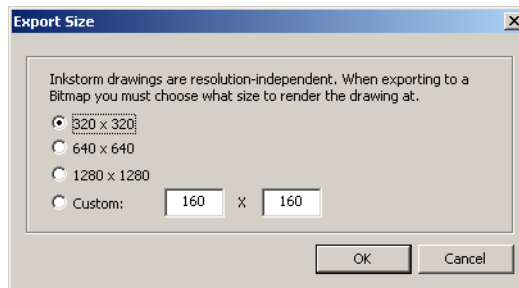 Export Size
Inkstorm drawings are resolution-independent. When exporting to a
Bitmap you must choose what size to render the drawing at.
320 x 320
640 x 640
1280 x 1280
Custom: 160 X 160
OK Cancel